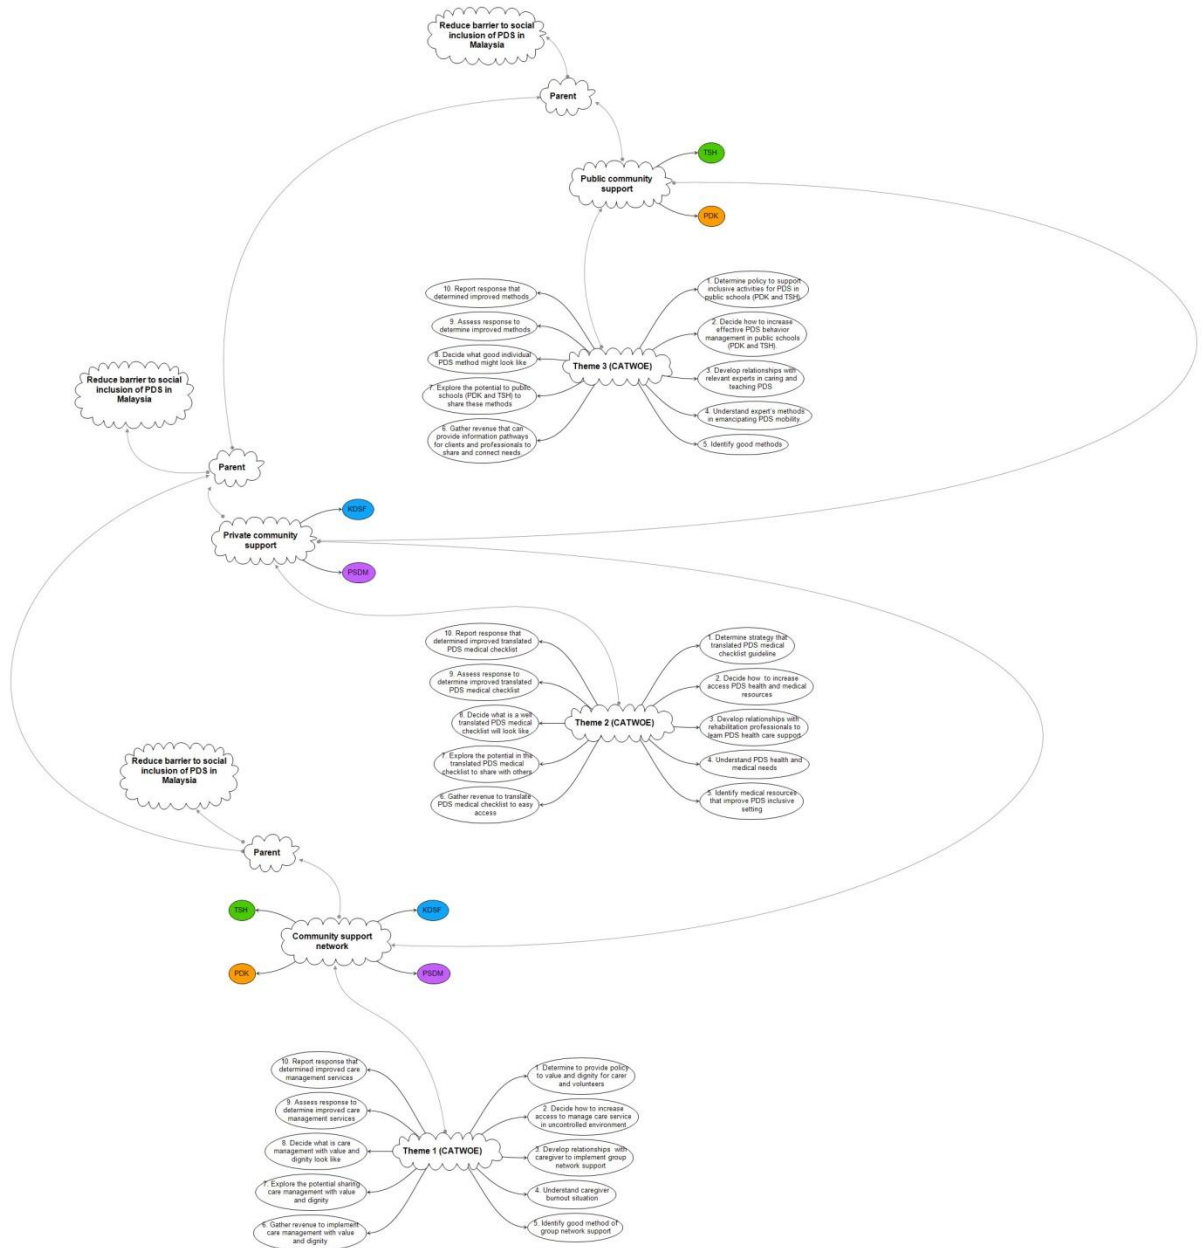 Reduce barrier to social
inclusion of PDS in
Malaysia
Parent
TSH
Public community
support
PDK
10. Report response that
determined improved methods
9. Assess response to
determine improved methods
8. Decide what good individual
PDS method might look like
7. Explore the potential to public
schools (PDK and TSH) to
share these methods
6. Gather revenue that can
provide information pathways
for clients and professionals to
share and connect needs
Theme 3 (CATWOE)
1. Determine policy to support
inclusive activities for PDS in
public schools (PDK and TSH).
2. Decide how to increase
effective PDS behavior
management in public schools
(PDK and TSH).
3. Develop relationships with
relevant experts in caring and
teaching PDS
4. Understand expert's methods
in emancipating PDS mobility.
5. Identify good methods
Reduce barrier to social
inclusion of PDS in
Malaysia
Parent
KDSF
Private community
support
PSDM
10. Report response that
determined improved translated
PDS medical checklist
9. Assess response to
determine improved translated
PDS medical checklist
8. Decide what is a well
translated PDS medical
checklist will look like
7. Explore the potential in the
translated PDS medical
checklist to share with others
6. Gather revenue to translate
PDS medical checklist to easy
access
Theme 2 (CATWOE)
1. Determine strategy that
translated PDS medical
checklist guideline
2. Decide how to increase
access PDS health and medical
resources
3. Develop relationships with
rehabilitation professionals to
learn PDS health care support
4. Understand PDS health and
medical needs
5. Identify medical resources
that improve PDS inclusive
setting
Reduce barrier to social
inclusion of PDS in
Malaysia
Parent
TSH
KDSF
Community support
network
PDK
PSDM
10. Report response that
determined improved care
management services
9. Assess response to
determine improved care
management services
8. Decide what is care
management with value and
dignity look like
7. Explore the potential sharing
care management with value
and dignity
6. Gather revenue to implement
care management with value
and dignity
Theme 1 (CATWOE)
1. Determine to provide policy
to value and dignity for carer
and volunteers
2. Decide how to increase
access to manage care service
in uncontrolled environment
3. Develop relationships with
caregiver to implement group
network support
4. Understand caregiver
burnout situation
5. Identify good method of
group network support